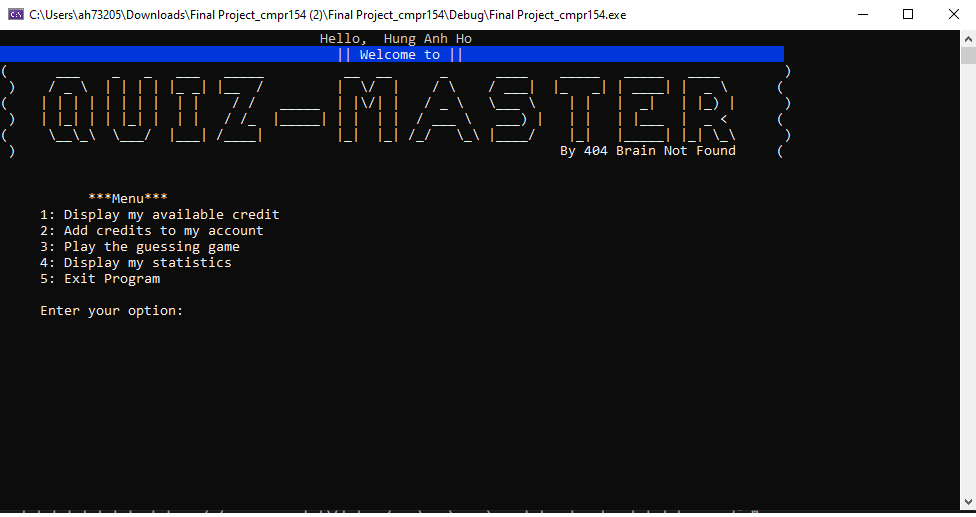 C:\Users\ah73205\Downloads\Final Project_cmpr154 (2)\Final Project_cmpr154\Debug\Final Project_cmpr154.exe
Hello, Hung Anh Ho
|| Welcome to ||
QUIZ-MASTER
By 404 Brain Not Found
***Menu***
1: Display my available credit
2: Add credits to my account
3: Play the guessing game
4: Display my statistics
5: Exit Program
Enter your option: